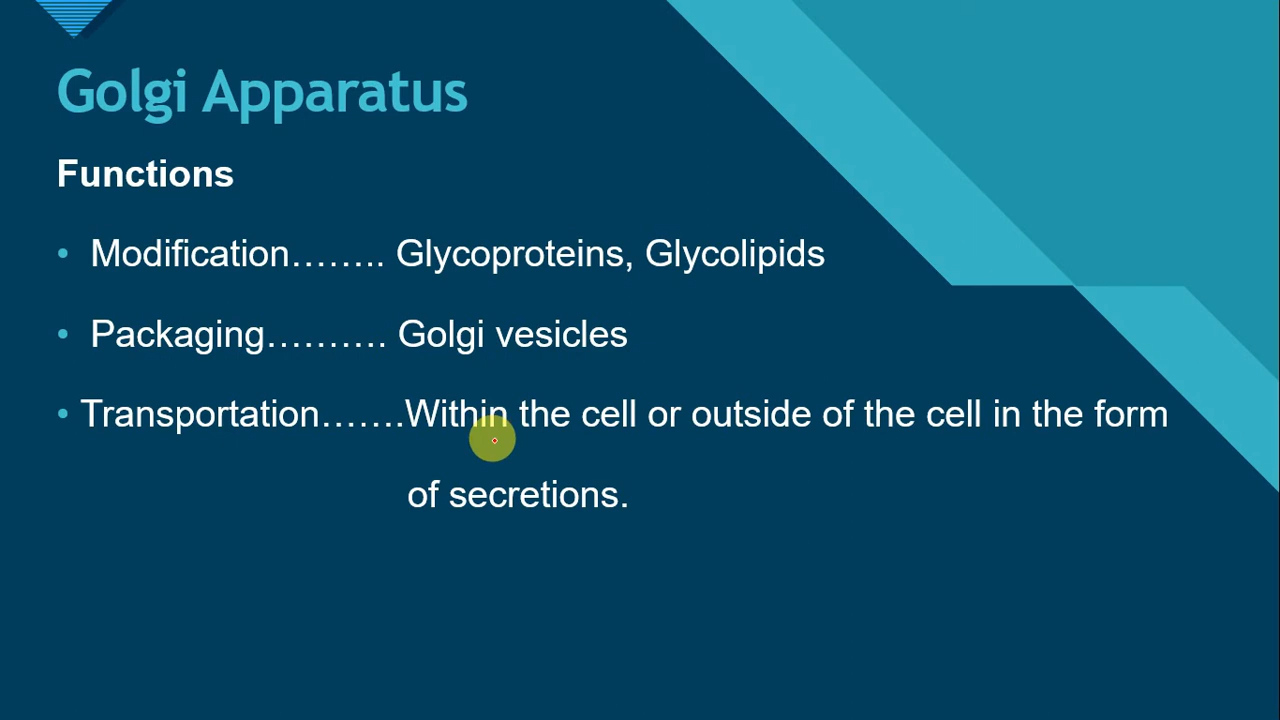 Golgi Apparatus
Functions
• Modification…….. Glycoproteins, Glycolipids
• Packaging………. Golgi vesicles
• Transportation…….Within the cell or outside of the cell in the form
of secretions.